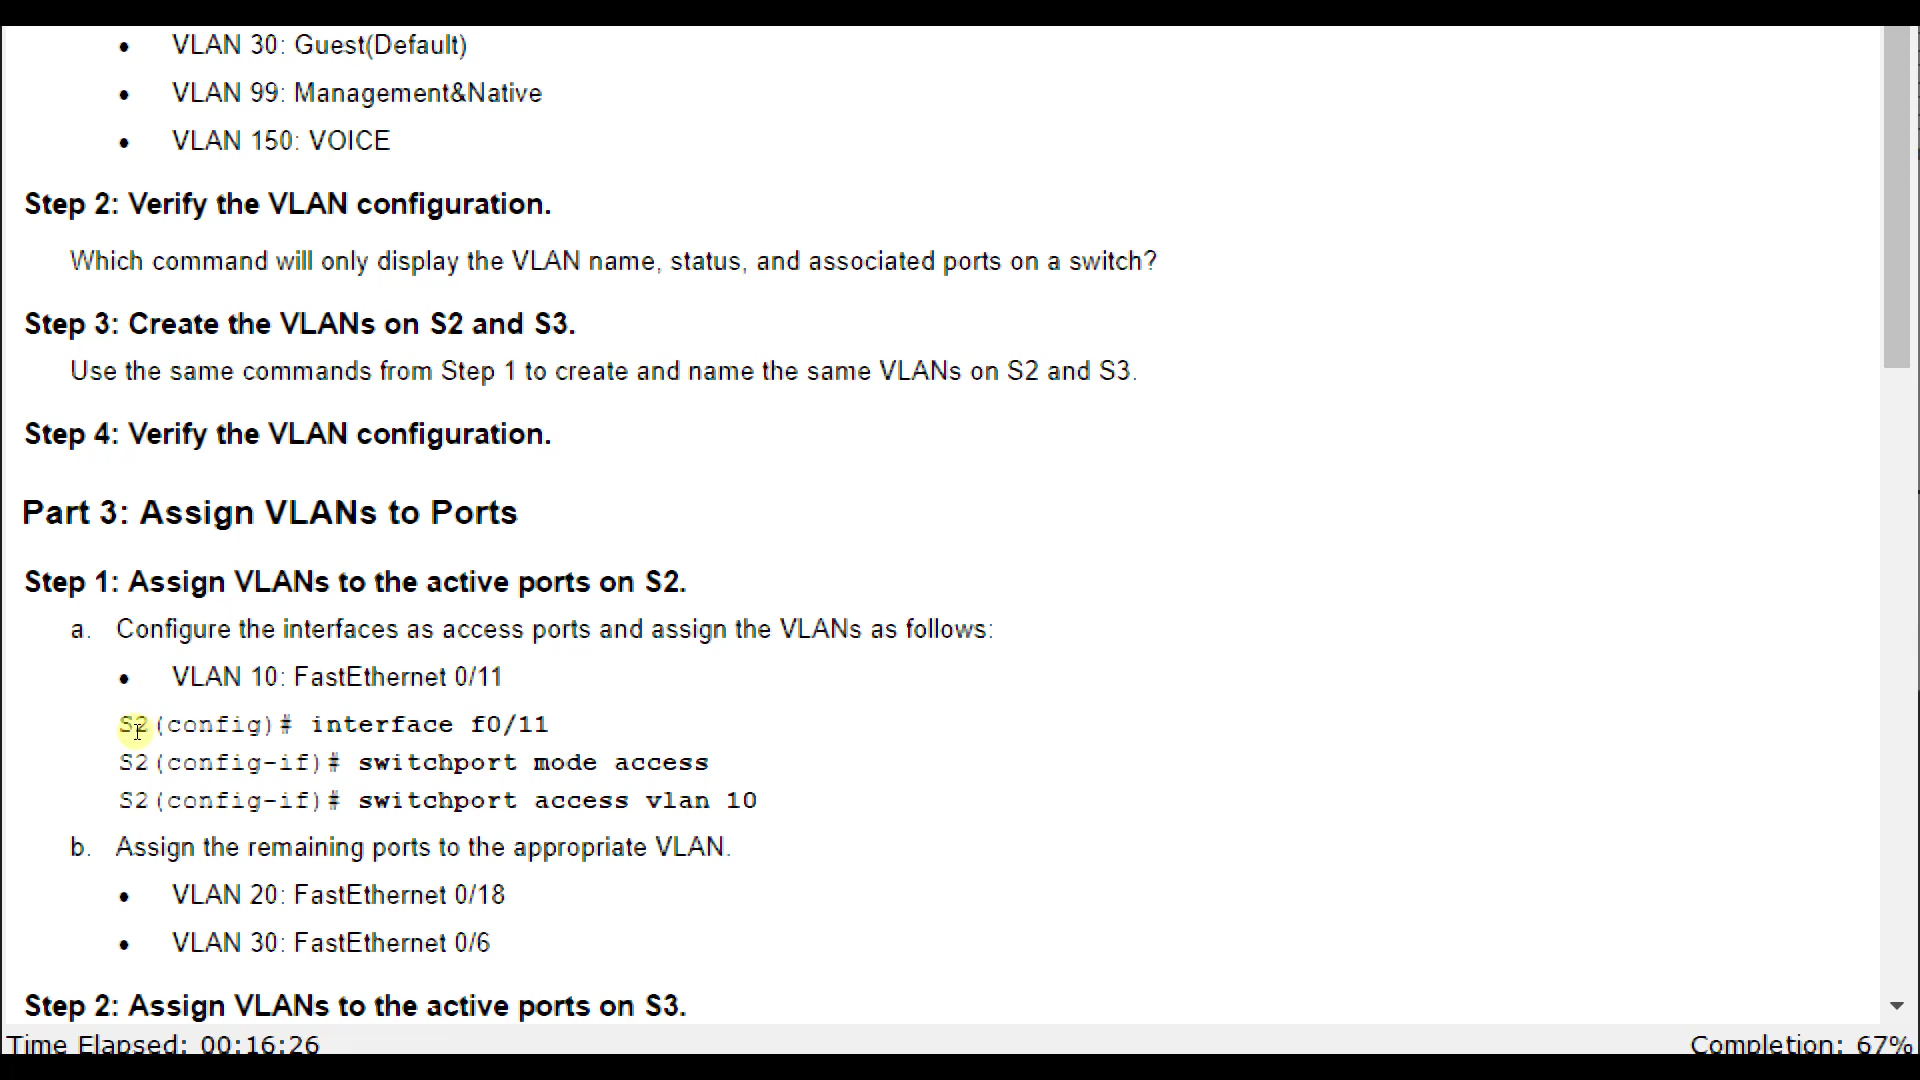 • VLAN 30: Guest(Default)
• VLAN 99: Management&Native
• VLAN 150: VOICE
Step 2: Verify the VLAN configuration.
Which command will only display the VLAN name, status, and associated ports on a switch?
Step 3: Create the VLANs on S2 and S3.
Use the same commands from Step 1 to create and name the same VLANs on S2 and S3.
Step 4: Verify the VLAN configuration.
Part 3: Assign VLANs to Ports
Step 1: Assign VLANs to the active ports on S2.
a. Configure the interfaces as access ports and assign the VLANs as follows:
• VLAN 10: FastEthernet 0/11
S2(config)# interface f0/11
S2(config-if)# switchport mode access
S2(config-if)# switchport access vlan 10
b. Assign the remaining ports to the appropriate VLAN.
• VLAN 20: FastEthernet 0/18
• VLAN 30: FastEthernet 0/6
Step 2: Assign VLANs to the active ports on S3.
Time Elapsed: 00:16:26 Completion: 67%